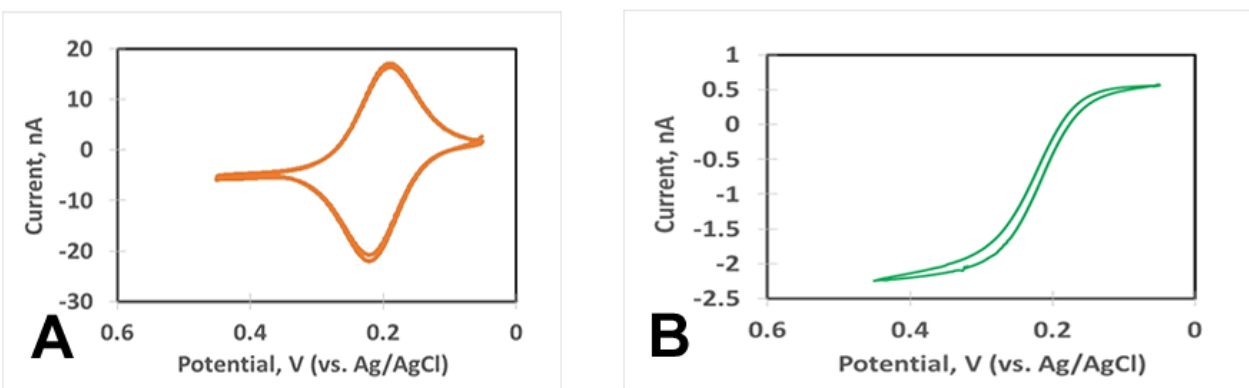 20
10
0
-10
-20
-30
0.6 0.4 0.2 0
Current, nA
Potential, V (vs. Ag/AgCl)
A
1
0.5
0
-0.5
-1
-1.5
-2
-2.5
0.6 0.4 0.2 0
Current, nA
Potential, V (vs. Ag/AgCl)
B